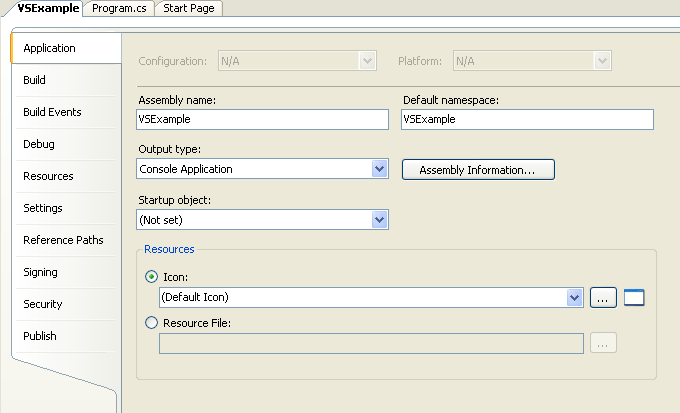 VSExample Program.cs Start Page
Application
Build
Build Events
Debug
Resources
Settings
Reference Paths
Signing
Security
Publish
Configuration: N/A Platform: N/A
Assembly name: Default namespace:
VSExample VSExample
Output type:
Console Application Assembly Information...
Startup object:
(Not set)
Resources
Icon:
(Default Icon) ...
Resource File:
...